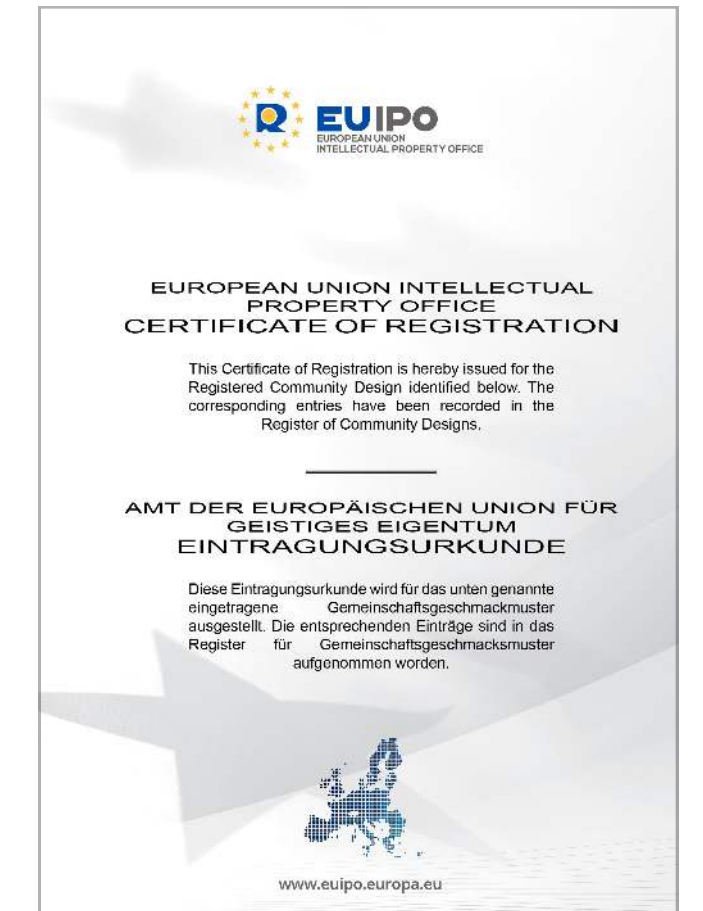 EUIPO
EUROPEAN UNION
INTELLECTUAL PROPERTY OFFICE
EUROPEAN UNION INTELLECTUAL
PROPERTY OFFICE
CERTIFICATE OF REGISTRATION
This Certificate of Registration is hereby issued for the
Registered Community Design identified below. The
corresponding entries have been recorded in the
Register of Community Designs.
AMT DER EUROPÄISCHEN UNION FÜR
GEISTIGES EIGENTUM
EINTRAGUNGSURKUNDE
Diese Eintragungsurkunde wird für das unten genannte
eingetragene Gemeinschaftsgeschmackmuster
ausgestellt. Die entsprechenden Einträge sind in das
Register für Gemeinschaftsgeschmacksmuster
aufgenommen worden.
www.euipo.europa.eu